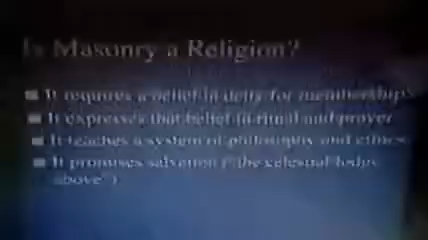 Is Masonry a Religion?
It requires a belief in deity for membership
It expresses that belief in ritual and prayer
It teaches a system of philosophy and ethics
It promises salvation ("the celestial lodge
above")